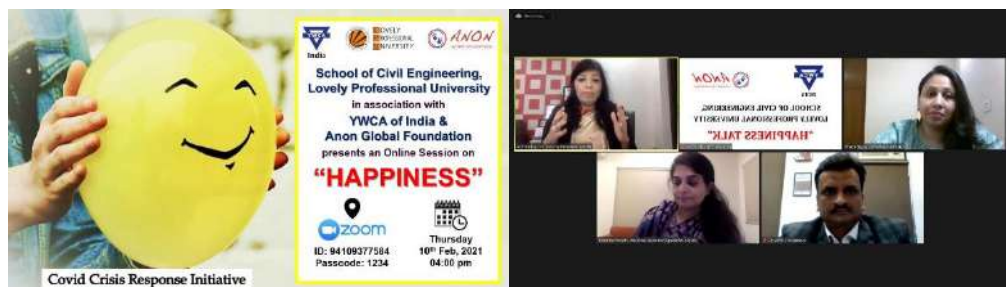 YWCA
India
LOVELY
PROFESSIONAL
UNIVERSITY
ANON
School of Civil Engineering,
Lovely Professional University
in association with
YWCA of India &
Anon Global Foundation
presents an Online Session on
“HAPPINESS”
zoom
ID: 94109377584
Passcode: 1234
Thursday
10th Feb, 2021
04:00 pm
Covid Crisis Response Initiative
ANON
SCHOOL OF CIVIL ENGINEERING,
LOVELY PROFESSIONAL UNIVERSITY
"HAPPINESS TALK"